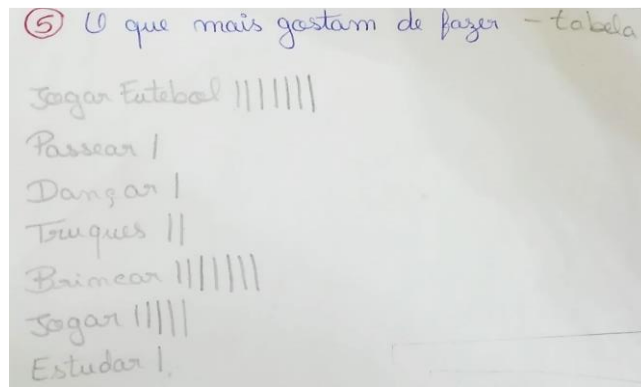 ⑤ O que mais gostam de fazer - tabela
Jogar Futebol ||||||||
Passear |
Dançar |
Truques ||
Brincar ||||||||
Jogar |||||
Estudar |.